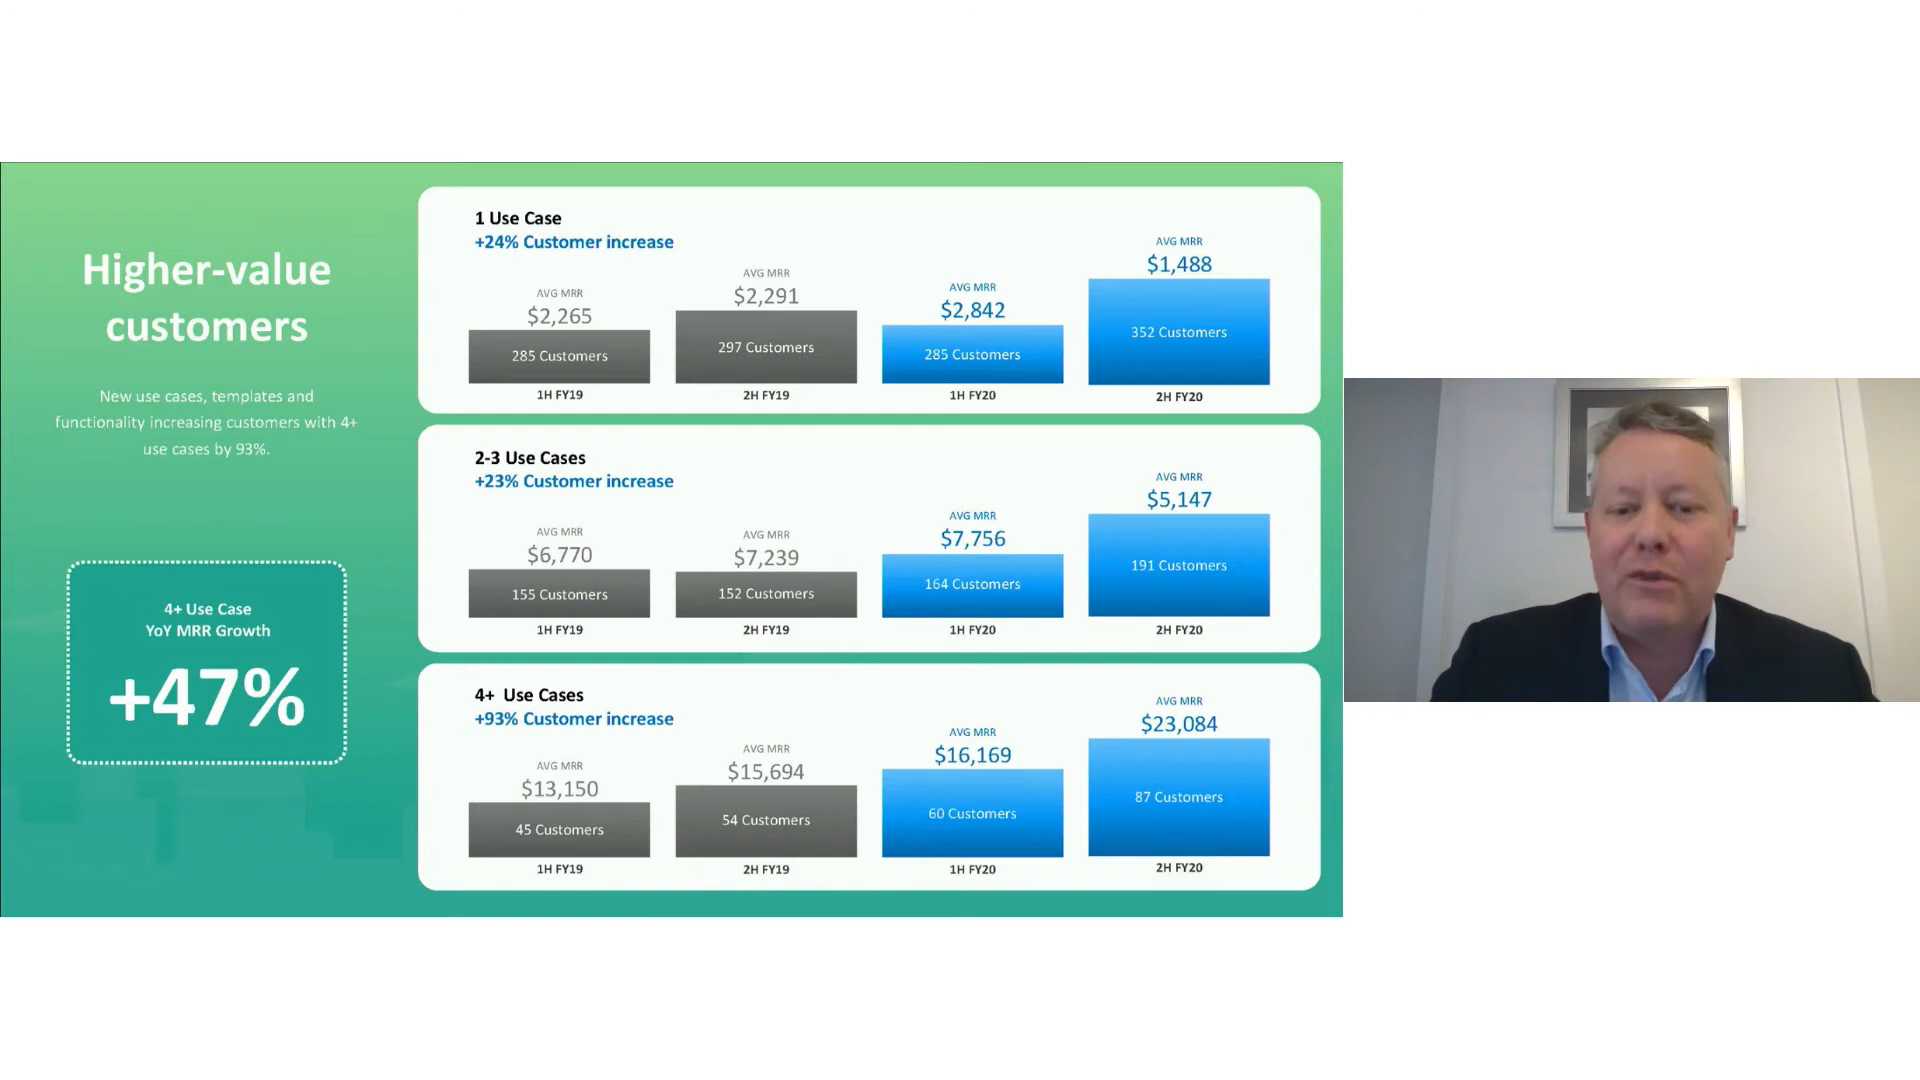 Higher-value
customers
New use cases, templates and
functionality increasing customers with 4+
use cases by 93%.
4+ Use Case
YoY MRR Growth
+47%
1 Use Case
+24% Customer increase
AVG MRR
$2,265
285 Customers
1H FY19
AVG MRR
$2,291
297 Customers
2H FY19
AVG MRR
$2,842
285 Customers
1H FY20
AVG MRR
$1,488
352 Customers
2H FY20
2-3 Use Cases
+23% Customer increase
AVG MRR
$6,770
155 Customers
1H FY19
AVG MRR
$7,239
152 Customers
2H FY19
AVG MRR
$7,756
164 Customers
1H FY20
AVG MRR
$5,147
191 Customers
2H FY20
4+ Use Cases
+93% Customer increase
AVG MRR
$13,150
45 Customers
1H FY19
AVG MRR
$15,694
54 Customers
2H FY19
AVG MRR
$16,169
60 Customers
1H FY20
AVG MRR
$23,084
87 Customers
2H FY20